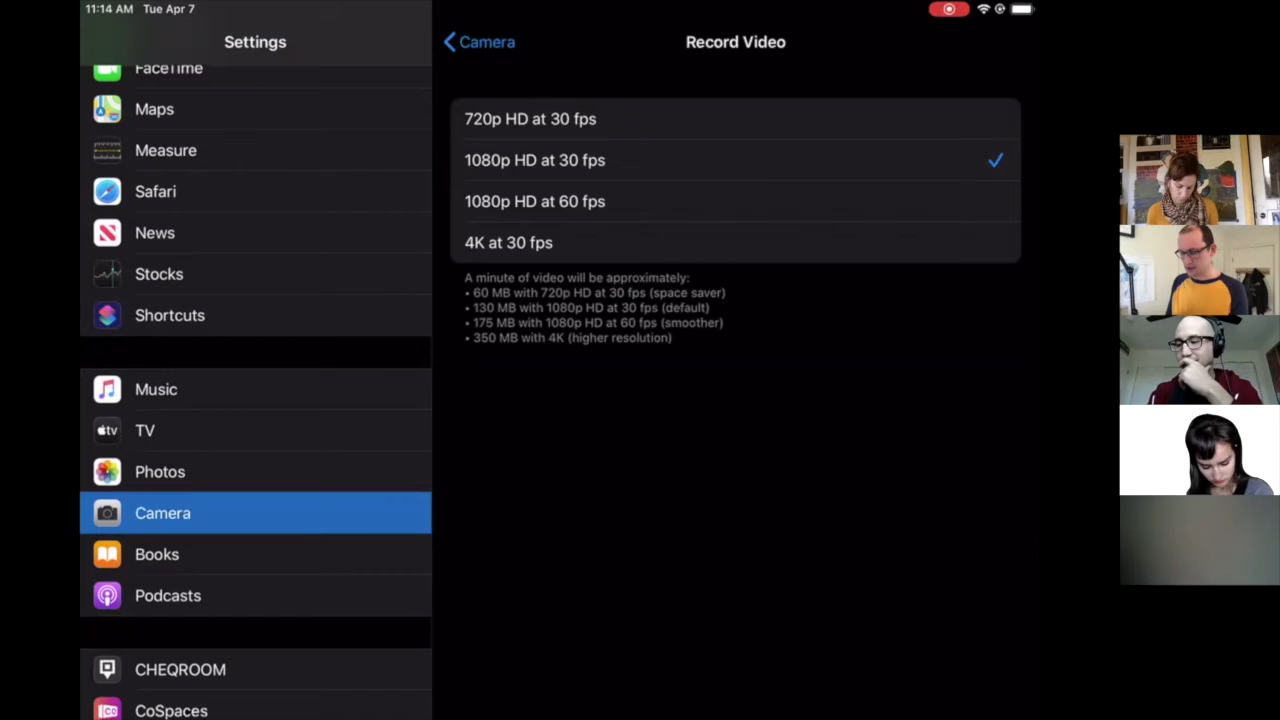 11:14 AM Tue Apr 7
Settings
FaceTime
Maps
Measure
Safari
News
Stocks
Shortcuts
Music
tv TV
Photos
Camera
Books
Podcasts
CHEQROOM
CoSpaces
Camera
Record Video
720p HD at 30 fps
1080p HD at 30 fps
1080p HD at 60 fps
4K at 30 fps
A minute of video will be approximately:
• 60 MB with 720p HD at 30 fps (space saver)
• 130 MB with 1080p HD at 30 fps (default)
• 175 MB with 1080p HD at 60 fps (smoother)
• 350 MB with 4K (higher resolution)